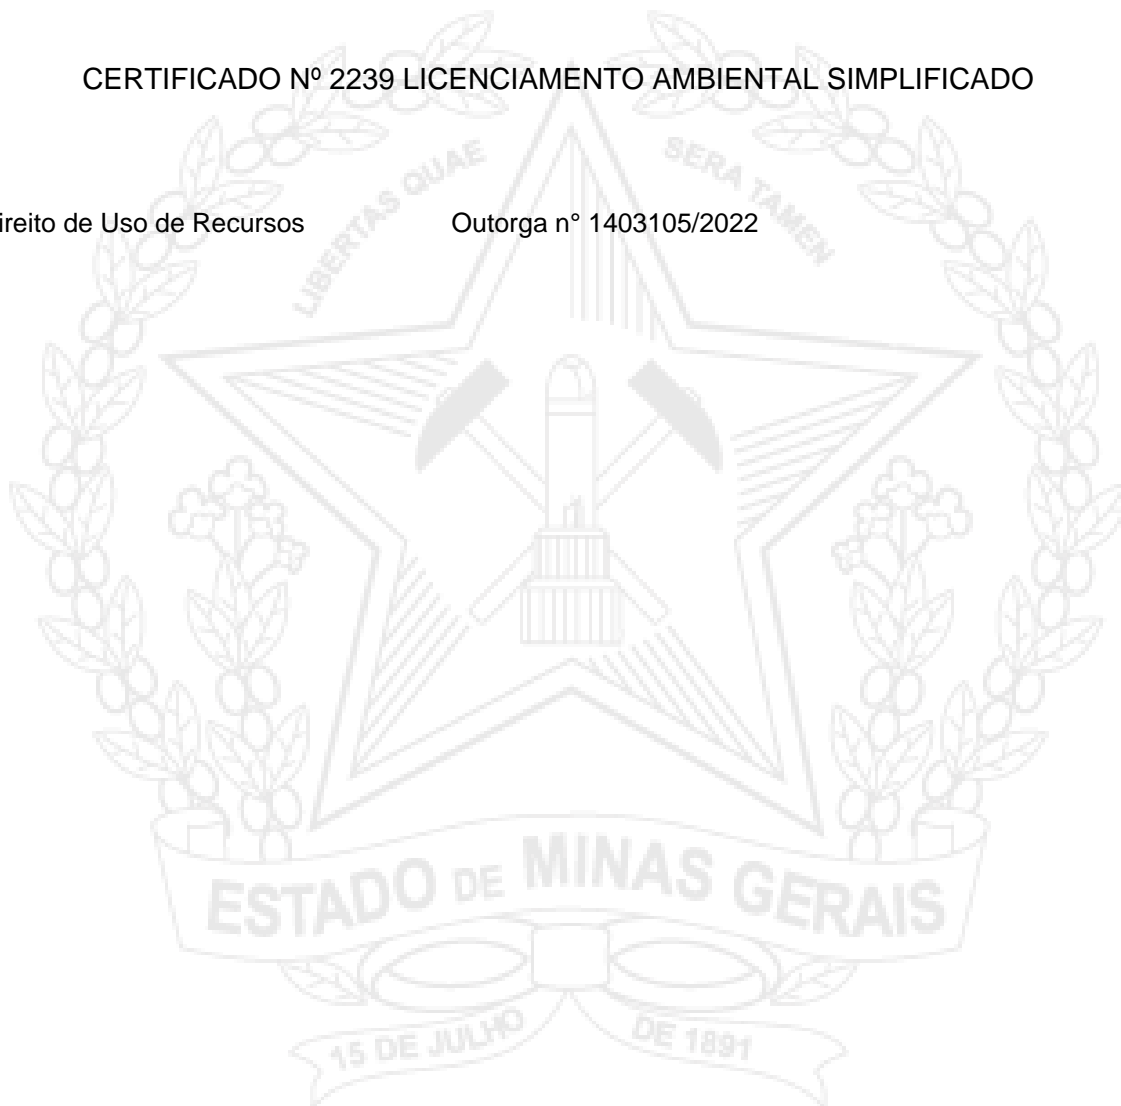 CERTIFICADO Nº 2239 LICENCIAMENTO AMBIENTAL SIMPLIFICADO
LIBERTAS QUAE SERA TAMEN
ireito de Uso de Recursos Outorga n° 1403105/2022
ESTADO DE MINAS GERAIS
15 DE JULHO DE 1891